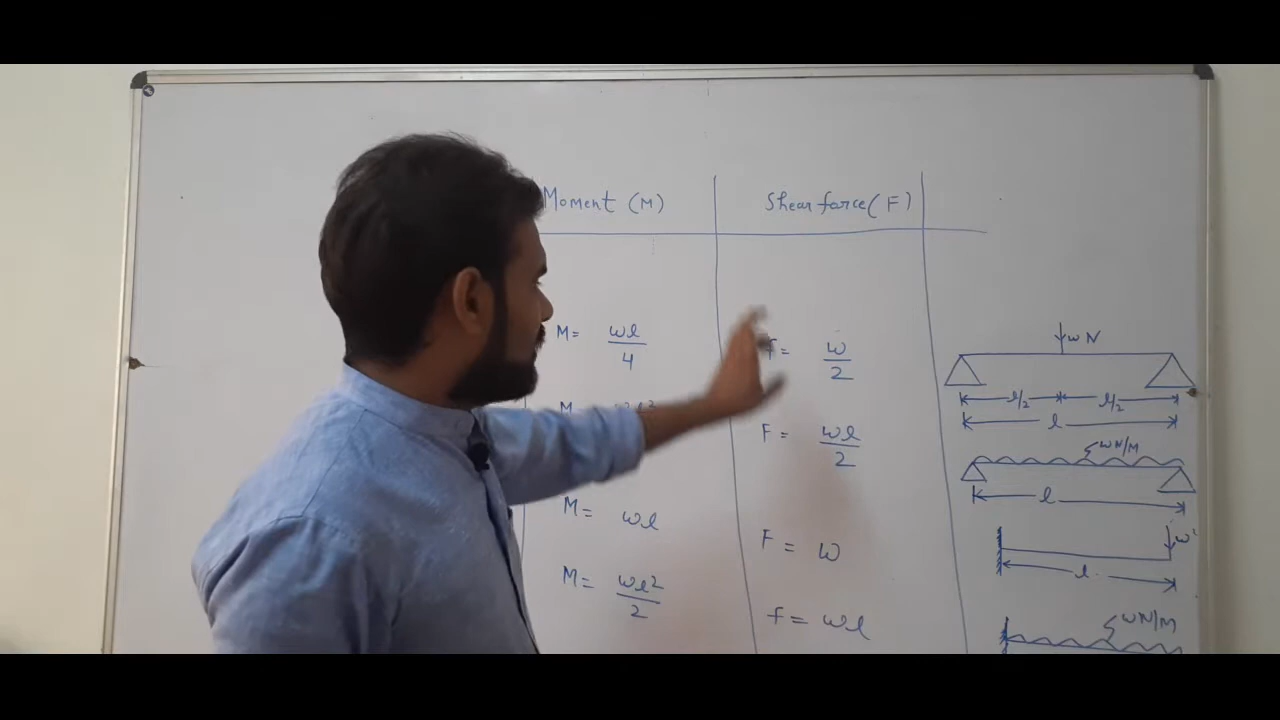 Moment (M)
Shear force (F)
M = wl/4
F = w/2
w N
l/2
l/2
l
M
F = wl/2
w N/M
l
M = wl
F = w
l
M = wl²/2
f = wl
w N/M